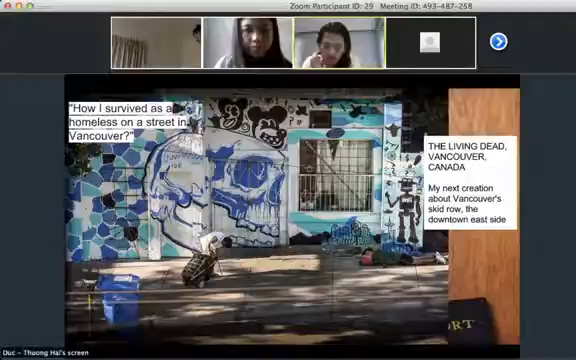 Zoom Participant ID: 29 Meeting ID: 493-487-258
"How I survived as a
homeless on a street in
Vancouver?"
THE LIVING DEAD,
VANCOUVER,
CANADA
My next creation
about Vancouver's
skid row, the
downtown east side
RT
Duc - Thuong Hai's screen